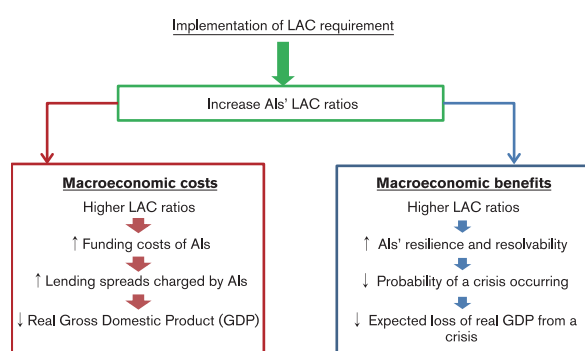 Implementation of LAC requirement
Increase AIs' LAC ratios
Macroeconomic costs
Higher LAC ratios
↑ Funding costs of AIs
↑ Lending spreads charged by AIs
↓ Real Gross Domestic Product (GDP)
Macroeconomic benefits
Higher LAC ratios
↑ AIs' resilience and resolvability
↓ Probability of a crisis occurring
↓ Expected loss of real GDP from a
crisis